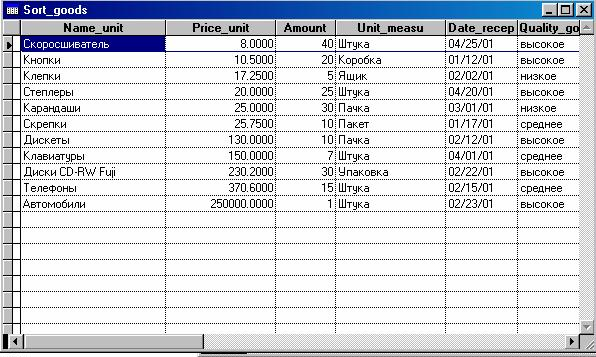 Sort_goods
Name_unit Price_unit Amount Unit_measu Date_recep Quality_go
Скоросшиватель 8.0000 40 Штука 04/25/01 высокое
Кнопки 10.5000 20 Коробка 01/12/01 высокое
Клепки 17.2500 5 Ящик 02/02/01 низкое
Степлеры 20.0000 25 Штука 04/20/01 высокое
Карандаши 25.0000 30 Пачка 03/01/01 низкое
Скрепки 25.7500 10 Пакет 01/17/01 среднее
Дискеты 130.0000 10 Пачка 02/12/01 высокое
Клавиатуры 150.0000 7 Штука 04/01/01 среднее
Диски CD-RW Fuji 230.2000 30 Упаковка 02/22/01 высокое
Телефоны 370.6000 15 Штука 02/15/01 среднее
Автомобили 250000.0000 1 Штука 02/23/01 высокое